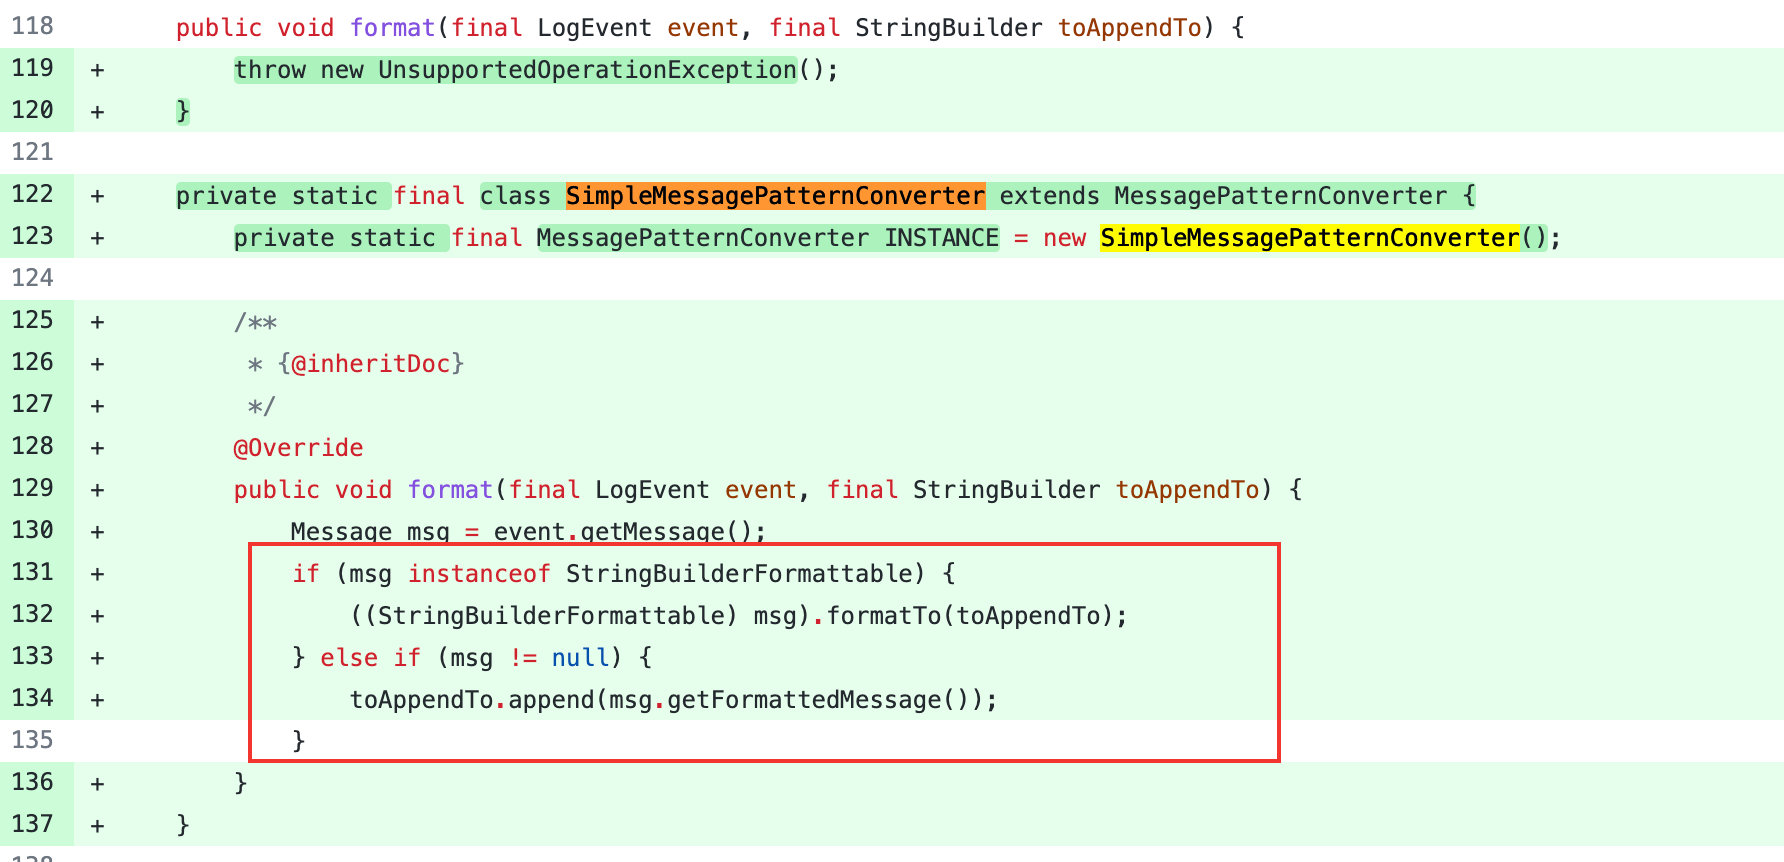 118 public void format(final LogEvent event, final StringBuilder toAppendTo) {
119 + throw new UnsupportedOperationException();
120 + }
121
122 + private static final class SimpleMessagePatternConverter extends MessagePatternConverter {
123 + private static final MessagePatternConverter INSTANCE = new SimpleMessagePatternConverter();
124
125 + /**
126 + * {@inheritDoc}
127 + */
128 + @Override
129 + public void format(final LogEvent event, final StringBuilder toAppendTo) {
130 + Message msg = event.getMessage();
131 + if (msg instanceof StringBuilderFormattable) {
132 + ((StringBuilderFormattable) msg).formatTo(toAppendTo);
133 + } else if (msg != null) {
134 + toAppendTo.append(msg.getFormattedMessage());
135 }
136 + }
137 + }